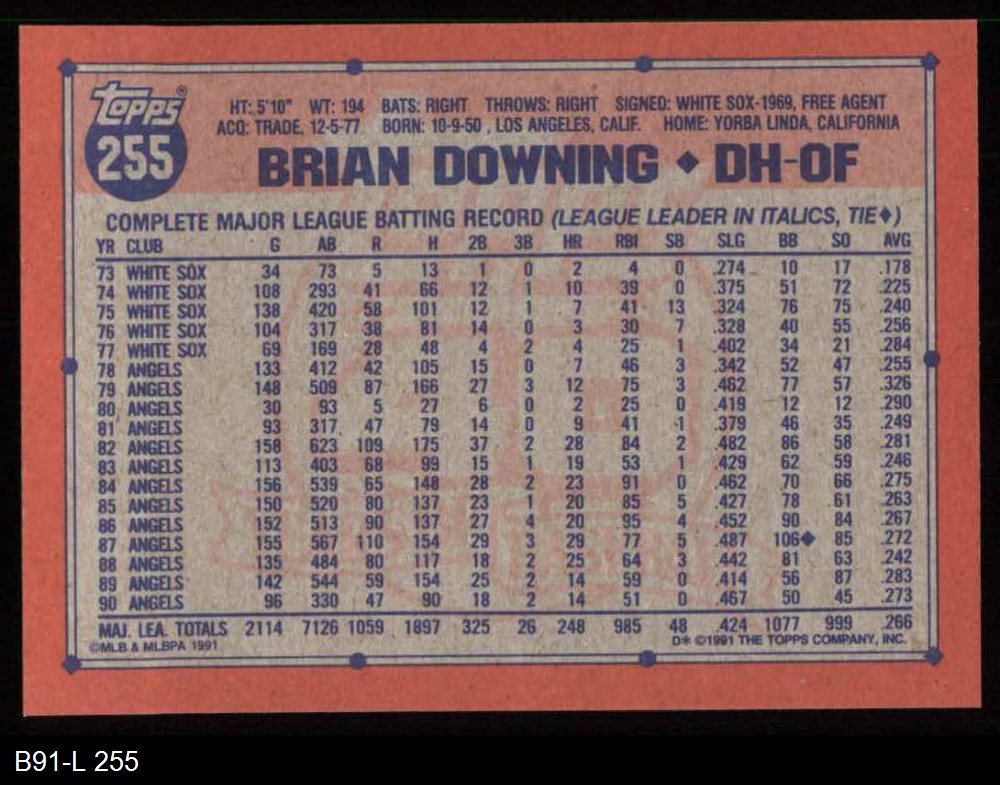 topps®
255
HT: 5'10" WT: 194 BATS: RIGHT THROWS: RIGHT SIGNED: WHITE SOX-1969, FREE AGENT
ACQ: TRADE, 12-5-77 BORN: 10-9-50, LOS ANGELES, CALIF. HOME: YORBA LINDA, CALIFORNIA
BRIAN DOWNING ◆ DH-OF
COMPLETE MAJOR LEAGUE BATTING RECORD (LEAGUE LEADER IN ITALICS, TIE◆)
YR CLUB G AB R H 2B 3B HR RBI SB SLG BB SO AVG
73 WHITE SOX 34 73 5 13 1 0 2 4 0 .274 10 17 .178
74 WHITE SOX 108 293 41 66 12 1 10 39 0 .375 51 72 .225
75 WHITE SOX 138 420 58 101 12 1 7 41 13 .324 76 75 .240
76 WHITE SOX 104 317 38 81 14 0 3 30 7 .328 40 55 .256
77 WHITE SOX 69 169 28 48 4 2 4 25 1 .402 34 21 .284
78 ANGELS 133 412 42 105 15 0 7 46 3 .342 52 47 .255
79 ANGELS 148 509 87 166 27 3 12 75 3 .462 77 57 .326
80 ANGELS 30 93 5 27 6 0 2 25 0 .419 12 12 .290
81 ANGELS 93 317 47 79 14 0 9 41 1 .379 46 35 .249
82 ANGELS 158 623 109 175 37 2 28 84 2 .482 86 58 .281
83 ANGELS 113 403 68 99 15 1 19 53 1 .429 62 59 .246
84 ANGELS 156 539 65 148 28 2 23 91 0 .462 70 66 .275
85 ANGELS 150 520 80 137 23 1 20 85 5 .427 78 61 .263
86 ANGELS 152 513 90 137 27 4 20 95 4 .452 90 84 .267
87 ANGELS 155 567 110 154 29 3 29 77 5 .487 106◆ 85 .272
88 ANGELS 135 484 80 117 18 2 25 64 3 .442 81 63 .242
89 ANGELS 142 544 59 154 25 2 14 59 0 .414 56 87 .283
90 ANGELS 96 330 47 90 18 2 14 51 0 .467 50 45 .273
MAJ. LEA. TOTALS 2114 7126 1059 1897 325 26 248 985 48 .424 1077 999 .266
©MLB & MLBPA 1991 D* ©1991 THE TOPPS COMPANY, INC.
B91-L 255